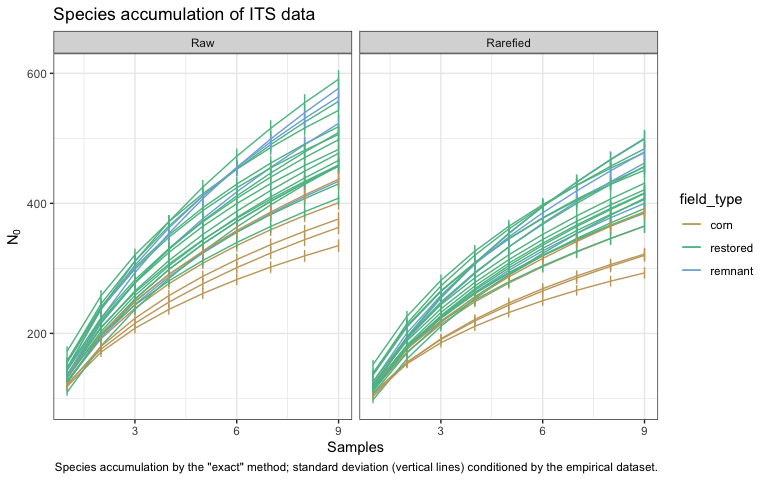 Species accumulation of ITS data
Raw
Rarefied
600
400
200
N0
3
6
9
3
6
9
Samples
field_type
corn
restored
remnant
Species accumulation by the "exact" method; standard deviation (vertical lines) conditioned by the empirical dataset.